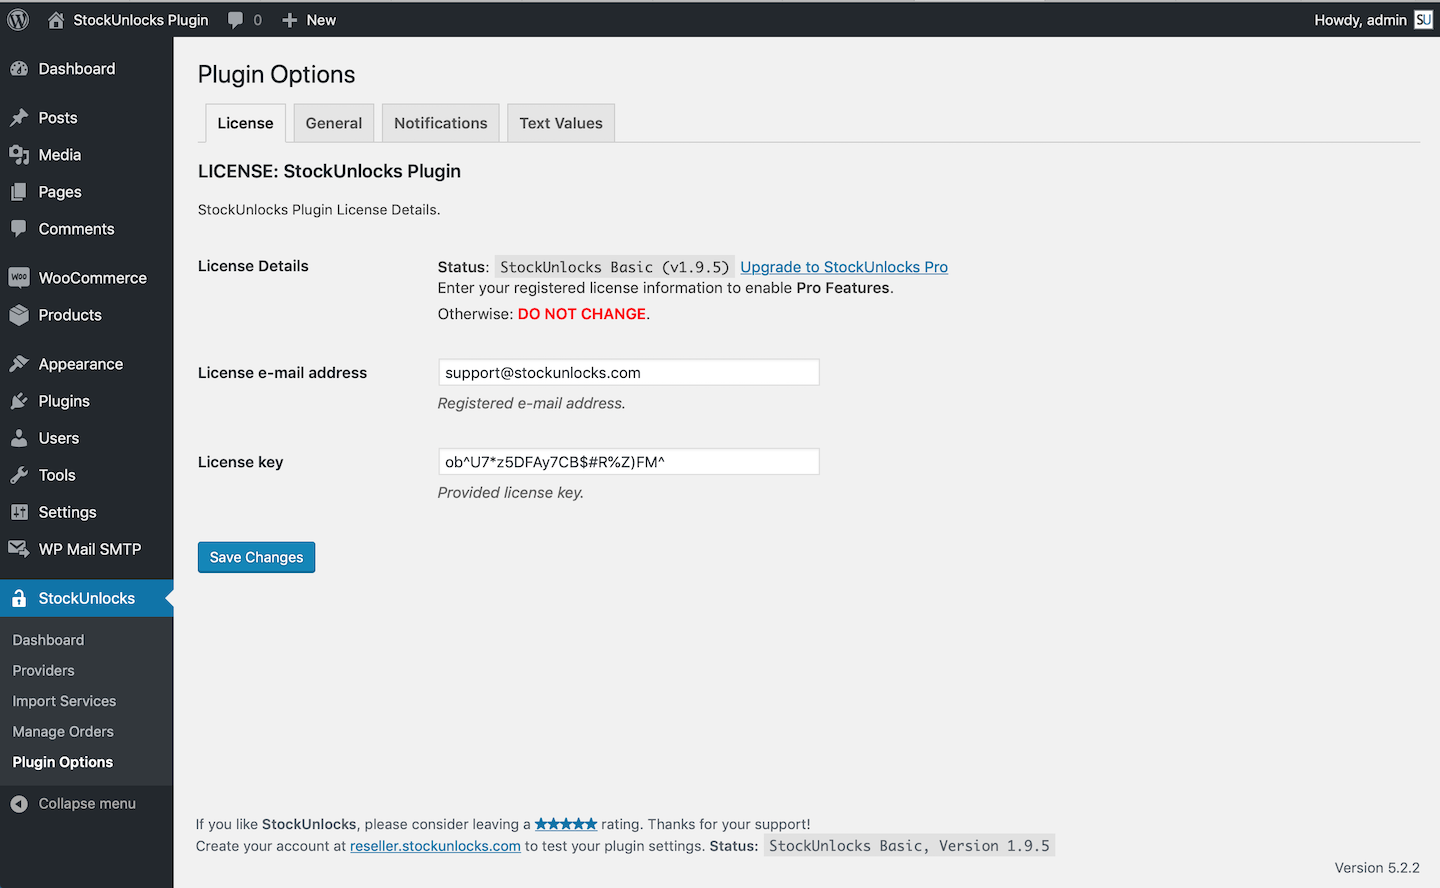 StockUnlocks Plugin 0 New Howdy, admin SU
Dashboard
Posts
Media
Pages
Comments
woo WooCommerce
Products
Appearance
Plugins
Users
Tools
Settings
WP Mail SMTP
StockUnlocks
Dashboard
Providers
Import Services
Manage Orders
Plugin Options
Collapse menu
Plugin Options
License General Notifications Text Values
LICENSE: StockUnlocks Plugin
StockUnlocks Plugin License Details.
License Details Status: StockUnlocks Basic (v1.9.5) Upgrade to StockUnlocks Pro
Enter your registered license information to enable Pro Features.
Otherwise: DO NOT CHANGE.
License e-mail address support@stockunlocks.com
Registered e-mail address.
License key ob^U7*z5DFAy7CB$#R%Z)FM^
Provided license key.
Save Changes
If you like StockUnlocks, please consider leaving a ★★★★★ rating. Thanks for your support!
Create your account at reseller.stockunlocks.com to test your plugin settings. Status: StockUnlocks Basic, Version 1.9.5
Version 5.2.2